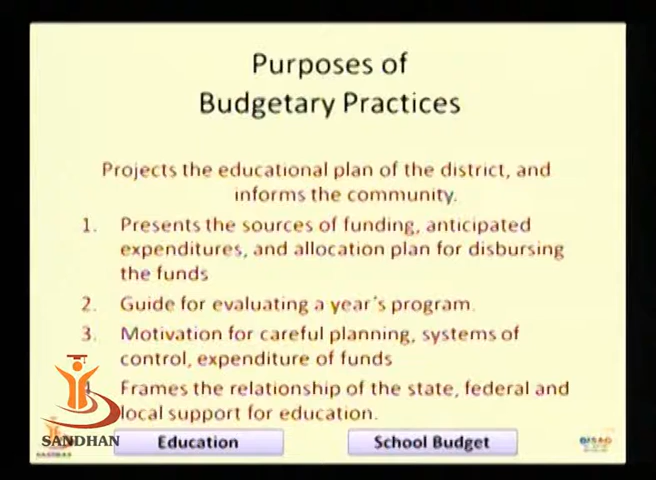 Purposes of
Budgetary Practices
Projects the educational plan of the district, and
informs the community.
1. Presents the sources of funding, anticipated
expenditures, and allocation plan for disbursing
the funds
2. Guide for evaluating a year's program.
3. Motivation for careful planning, systems of
control, expenditure of funds
Frames the relationship of the state, federal and
local support for education.
SANDHAN
Education
School Budget